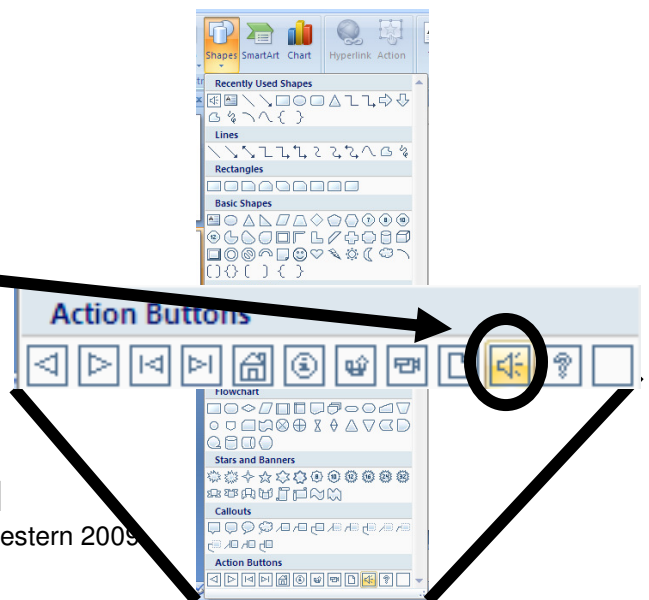 Shapes SmartArt Chart Hyperlink Action
Recently Used Shapes
Lines
Rectangles
Basic Shapes
Action Buttons
Flowchart
Stars and Banners
Callouts
estern 2009
Action Buttons